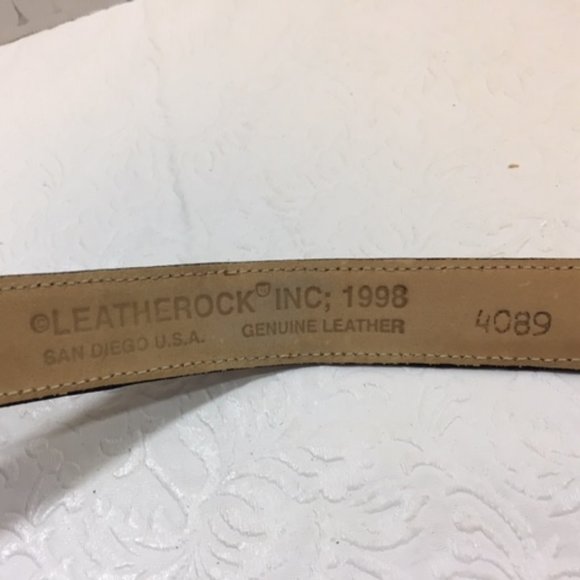 ©LEATHEROCK® INC; 1998
SAN DIEGO U.S.A. GENUINE LEATHER
4089